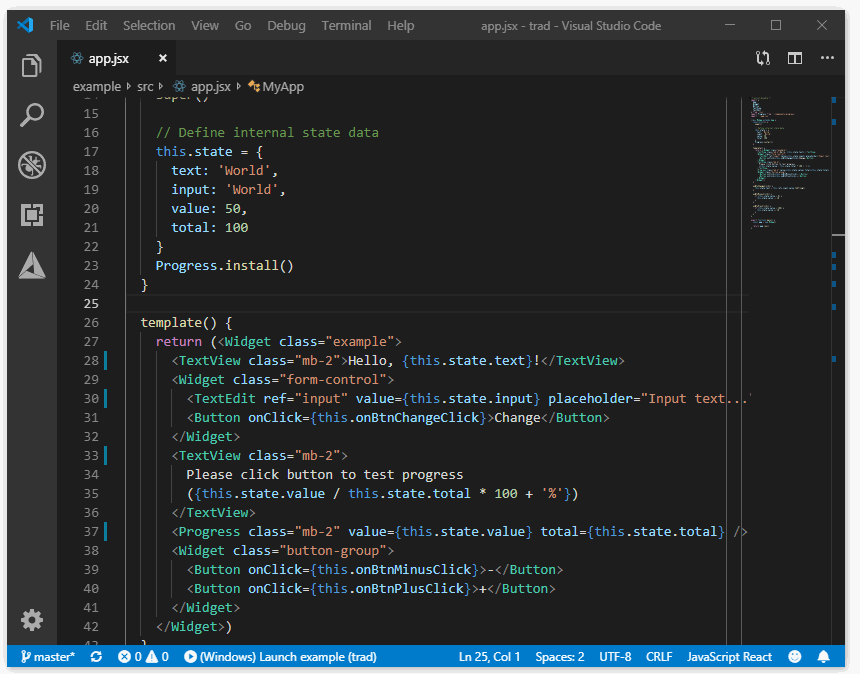 File Edit Selection View Go Debug Terminal Help app.jsx - trad - Visual Studio Code
app.jsx
example src app.jsx MyApp
15
16 // Define internal state data
17 this.state = {
18 text: 'World',
19 input: 'World',
20 value: 50,
21 total: 100
22 }
23 Progress.install()
24 }
25
26 template() {
27 return (<Widget class="example">
28 <TextView class="mb-2">Hello, {this.state.text}!</TextView>
29 <Widget class="form-control">
30 <TextEdit ref="input" value={this.state.input} placeholder="Input text...
31 <Button onClick={this.onBtnChangeClick}>Change</Button>
32 </Widget>
33 <TextView class="mb-2">
34 Please click button to test progress
35 ({this.state.value / this.state.total * 100 + '%'})
36 </TextView>
37 <Progress class="mb-2" value={this.state.value} total={this.state.total} />
38 <Widget class="button-group">
39 <Button onClick={this.onBtnMinusClick}>-</Button>
40 <Button onClick={this.onBtnPlusClick}>+</Button>
41 </Widget>
42 </Widget>)
master* 0 0 (Windows) Launch example (trad) Ln 25, Col 1 Spaces: 2 UTF-8 CRLF JavaScript React